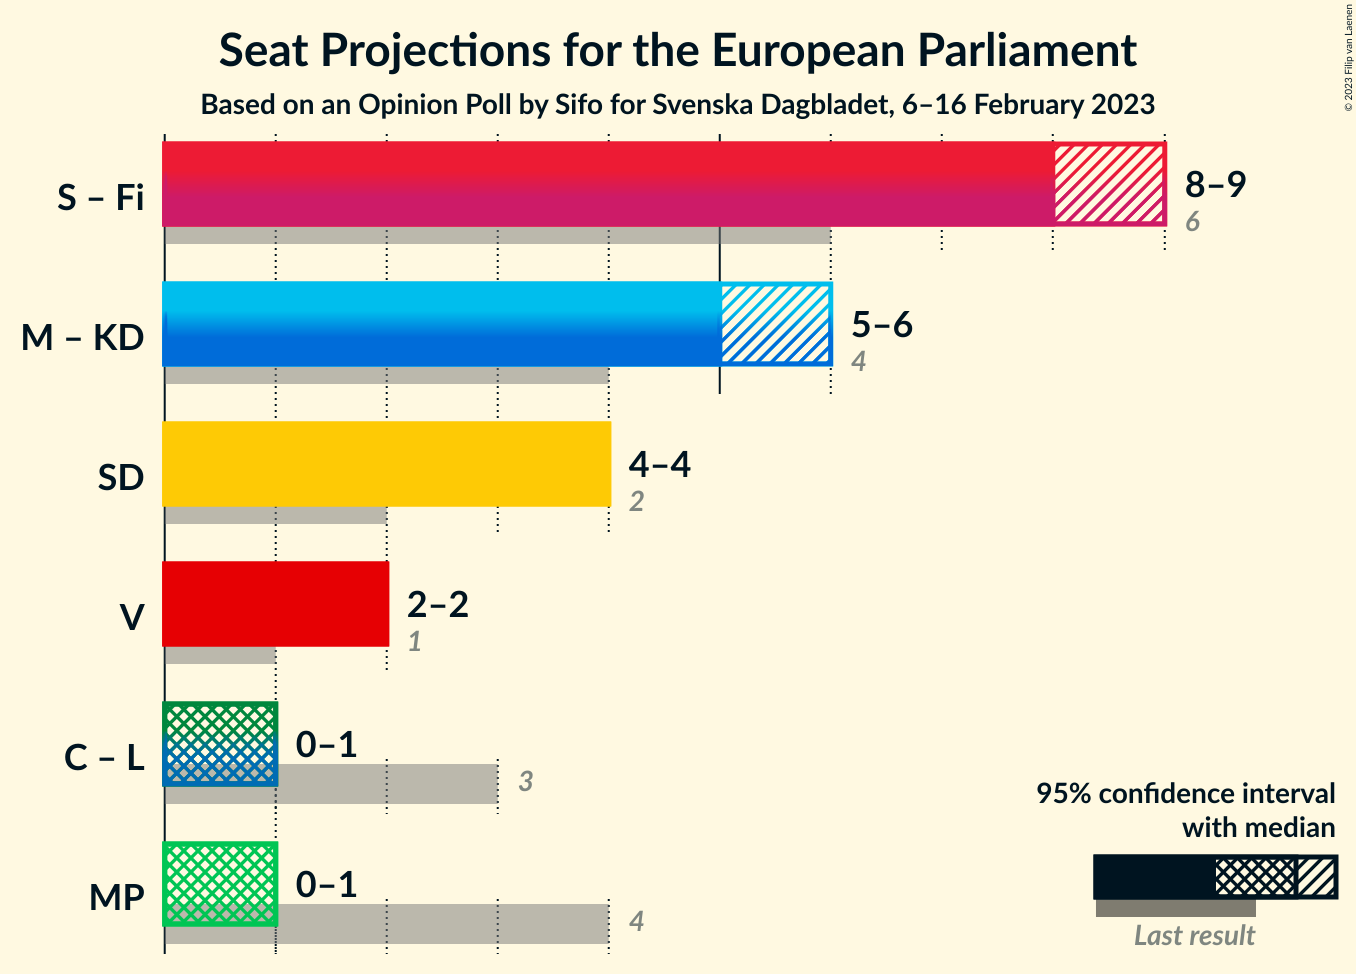 Seat Projections for the European Parliament
Based on an Opinion Poll by Sifo for Svenska Dagbladet, 6–16 February 2023
© 2023 Filip van Laenen
S – Fi
8–9
6
M – KD
5–6
4
SD
4–4
2
V
2–2
1
C – L
0–1
3
MP
0–1
4
95% confidence interval
with median
Last result